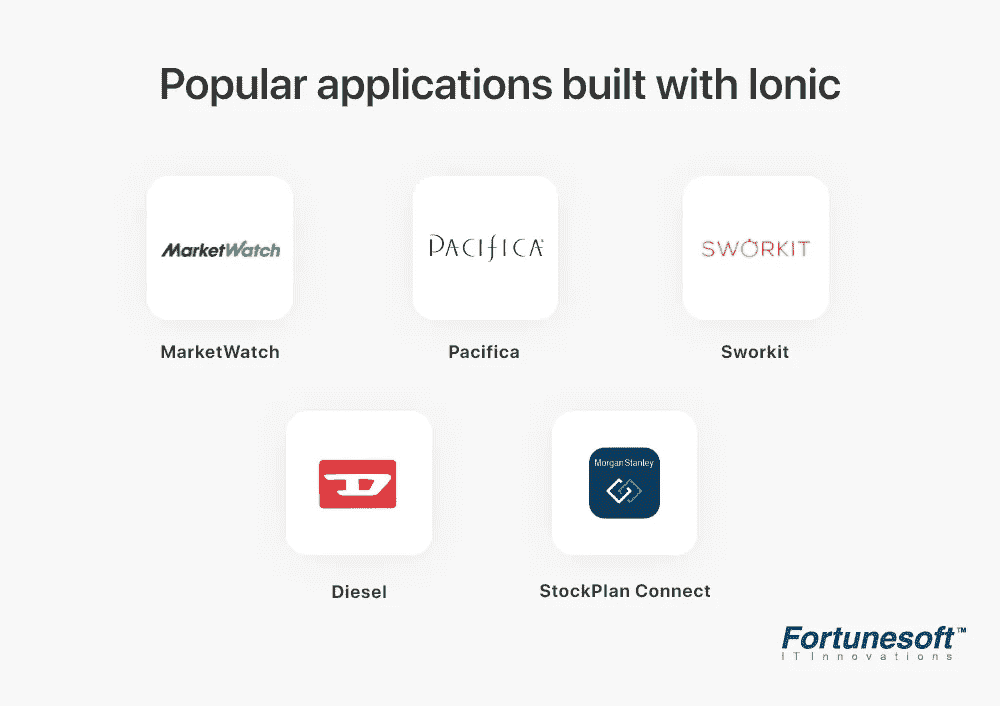 Popular applications built with Ionic
MarketWatch
PACIFICA
SWORKIT
MarketWatch
Pacifica
Sworkit
D
Morgan Stanley
Diesel
StockPlan Connect
Fortunesoft™
IT Innovations